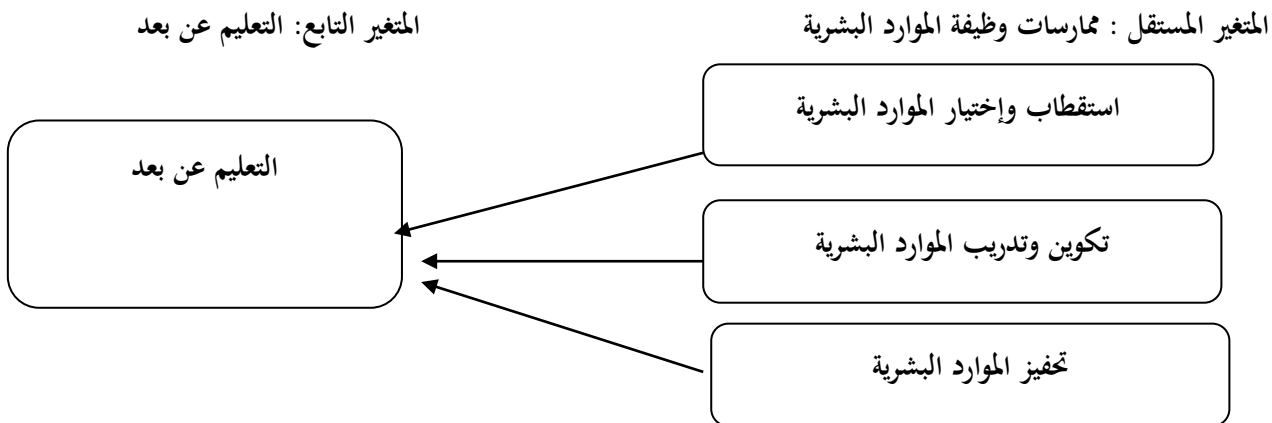 المتغير المستقل : ممارسات وظيفة الموارد البشرية
المتغير التابع: التعليم عن بعد
استقطاب وإختيار الموارد البشرية
التعليم عن بعد
تكوين وتدريب الموارد البشرية
تحفيز الموارد البشرية